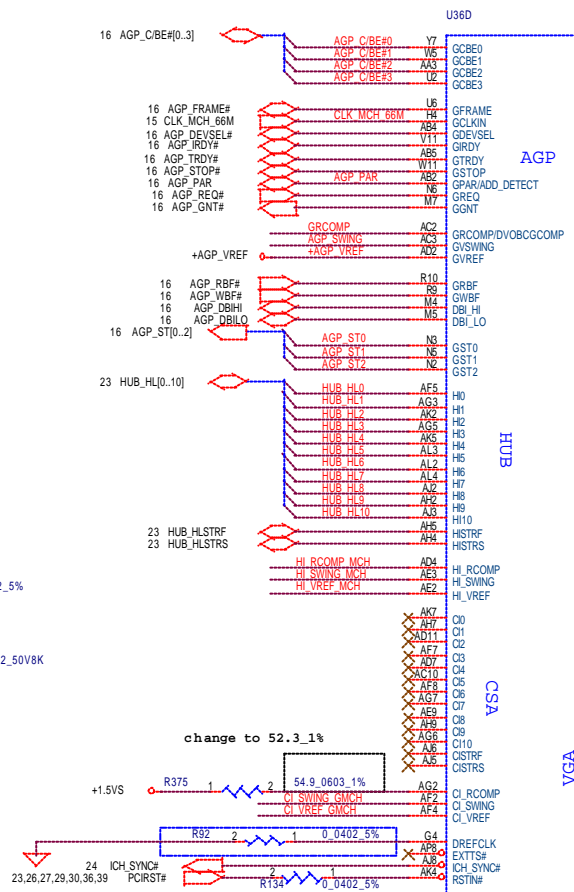 U36D
16 AGP_C/BE#[0..3]
AGP_C/BE#0 Y7 GCBE0
AGP_C/BE#1 W5 GCBE1
AGP_C/BE#2 AA3 GCBE2
AGP_C/BE#3 U2 GCBE3
AGP
16 AGP_FRAME# U6 GFRAME
15 CLK_MCH_66M CLK_MCH_66M H4 GCLKIN
16 AGP_DEVSEL# AB4 GDEVSEL
16 AGP_IRDY# V11 GIRDY
16 AGP_TRDY# AB5 GTRDY
16 AGP_STOP# W11 GSTOP
16 AGP_PAR AGP_PAR AB2 GPAR/ADD_DETECT
16 AGP_REQ# N6 GREQ
16 AGP_GNT# M7 GGNT
GRCOMP AC2 GRCOMP/DVOBCGCOMP
AGP_SWING AC3 GVSWING
+AGP_VREF +AGP_VREF AD2 GVREF
16 AGP_RBF# R10 GRBF
16 AGP_WBF# R9 GWBF
16 AGP_DBIHI M4 DBI_HI
16 AGP_DBILO M5 DBI_LO
16 AGP_ST[0..2]
AGP_ST0 N3 GST0
AGP_ST1 N5 GST1
AGP_ST2 N2 GST2
23 HUB_HL[0..10]
HUB_HL0 AF5 HI0
HUB_HL1 AG3 HI1
HUB_HL2 AK2 HI2
HUB_HL3 AG5 HI3
HUB_HL4 AK5 HI4
HUB_HL5 AL3 HI5
HUB_HL6 AL2 HI6
HUB_HL7 AL4 HI7
HUB_HL8 AJ2 HI8
HUB_HL9 AH2 HI9
HUB_HL10 AJ3 HI10
HUB
23 HUB_HLSTRF AH5 HISTRF
23 HUB_HLSTRS AH4 HISTRS
HI_RCOMP_MCH AD4 HI_RCOMP
HI_SWING_MCH AE3 HI_SWING
HI_VREF_MCH AE2 HI_VREF
2_5%
2_50V8K
AK7 CI0
AH7 CI1
AD11 CI2
AF7 CI3
AD7 CI4
AC10 CI5
AF8 CI6
AG7 CI7
AE9 CI8
AH9 CI9
AG6 CI10
AJ6 CISTRF
AJ5 CISTRS
CSA
VGA
change to 52.3_1%
+1.5VS R375 1 2 54.9_0603_1% AG2 CI_RCOMP
CI_SWING_GMCH AF2 CI_SWING
CI_VREF_GMCH AF4 CI_VREF
R92 2 1 0_0402_5% G4 DREFCLK
AP8 EXTTS#
24 ICH_SYNC# AJ8 ICH_SYNC#
23,26,27,29,30,36,39 PCIRST# R134 2 1 0_0402_5% AK4 RSTIN#